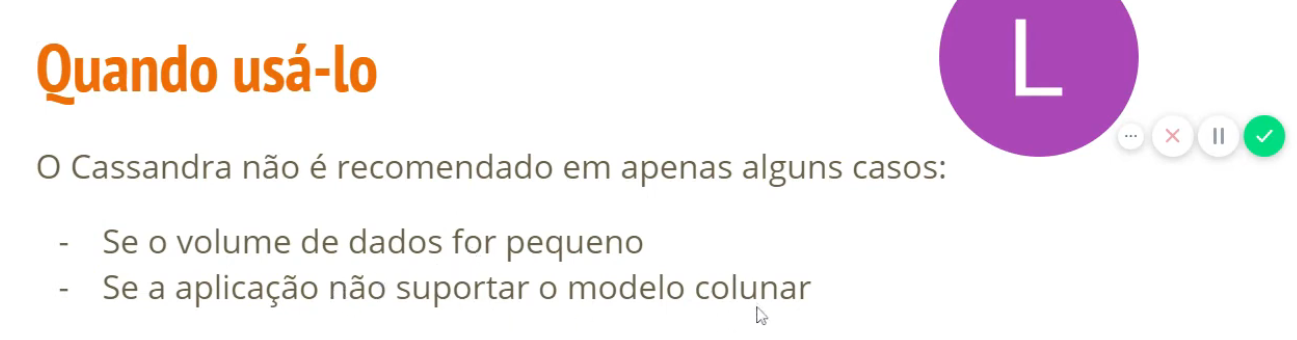 Quando usá-lo
L
O Cassandra não é recomendado em apenas alguns casos:
- Se o volume de dados for pequeno
- Se a aplicação não suportar o modelo colunar